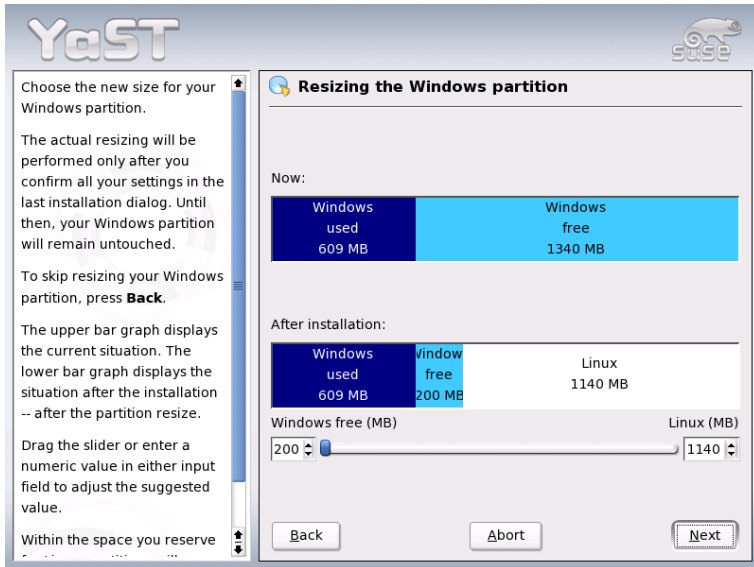 YaST
SUSE
Choose the new size for your
Windows partition.
The actual resizing will be
performed only after you
confirm all your settings in the
last installation dialog. Until
then, your Windows partition
will remain untouched.
To skip resizing your Windows
partition, press Back.
The upper bar graph displays
the current situation. The
lower bar graph displays the
situation after the installation
-- after the partition resize.
Drag the slider or enter a
numeric value in either input
field to adjust the suggested
value.
Within the space you reserve
Resizing the Windows partition
Now:
Windows
used
609 MB
Windows
free
1340 MB
After installation:
Windows
used
609 MB
Window
free
200 MB
Linux
1140 MB
Windows free (MB)
Linux (MB)
200
1140
Back
Abort
Next